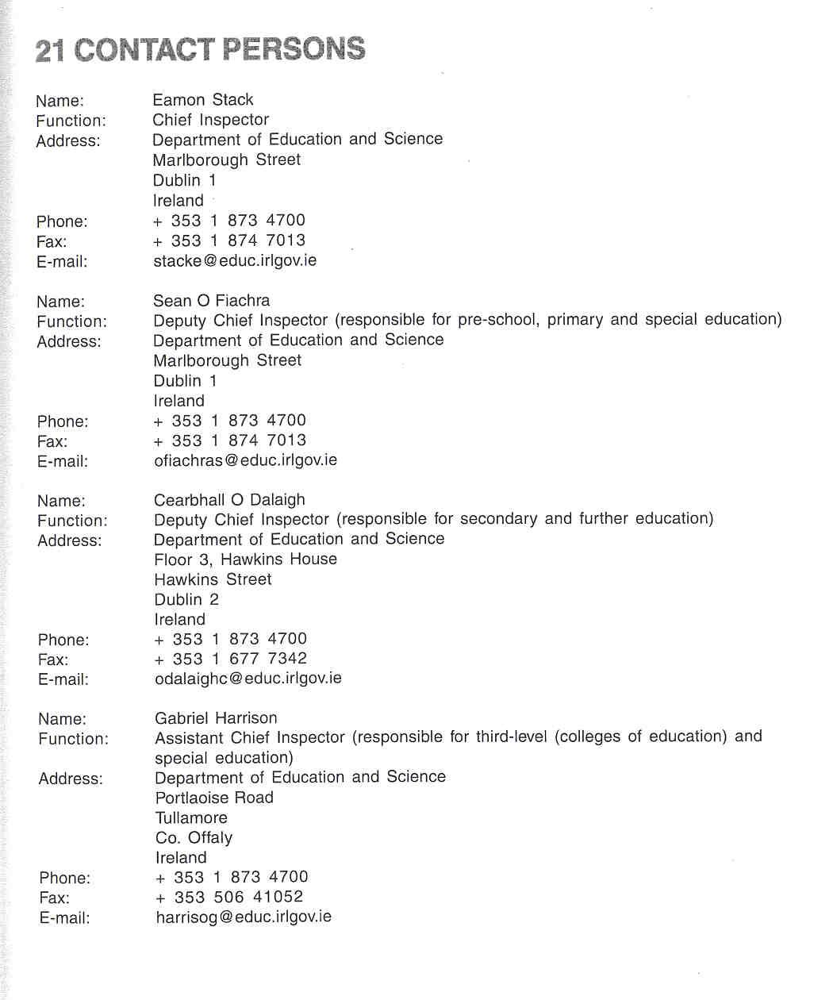 21 CONTACT PERSONS
Name: Eamon Stack
Function: Chief Inspector
Address: Department of Education and Science
Marlborough Street
Dublin 1
Ireland
Phone: + 353 1 873 4700
Fax: + 353 1 874 7013
E-mail: stacke@educ.irlgov.ie
Name: Sean O Fiachra
Function: Deputy Chief Inspector (responsible for pre-school, primary and special education)
Address: Department of Education and Science
Marlborough Street
Dublin 1
Ireland
Phone: + 353 1 873 4700
Fax: + 353 1 874 7013
E-mail: ofiachras@educ.irlgov.ie
Name: Cearbhall O Dalaigh
Function: Deputy Chief Inspector (responsible for secondary and further education)
Address: Department of Education and Science
Floor 3, Hawkins House
Hawkins Street
Dublin 2
Ireland
Phone: + 353 1 873 4700
Fax: + 353 1 677 7342
E-mail: odalaighc@educ.irlgov.ie
Name: Gabriel Harrison
Function: Assistant Chief Inspector (responsible for third-level (colleges of education) and
special education)
Address: Department of Education and Science
Portlaoise Road
Tullamore
Co. Offaly
Ireland
Phone: + 353 1 873 4700
Fax: + 353 506 41052
E-mail: harrisog@educ.irlgov.ie